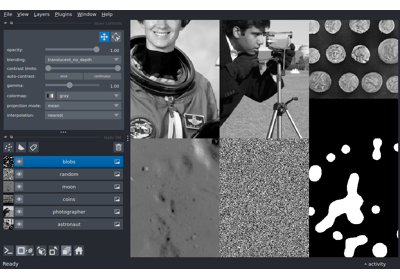 File View Layers Plugins Window Help
opacity: 1.00
blending: translucent_no_depth
contrast limits:
auto-contrast: once continuous
gamma: 1.00
colormap: gray
projection mode: mean
interpolation: nearest
blobs
random
moon
coins
photographer
astronaut
Ready
activity